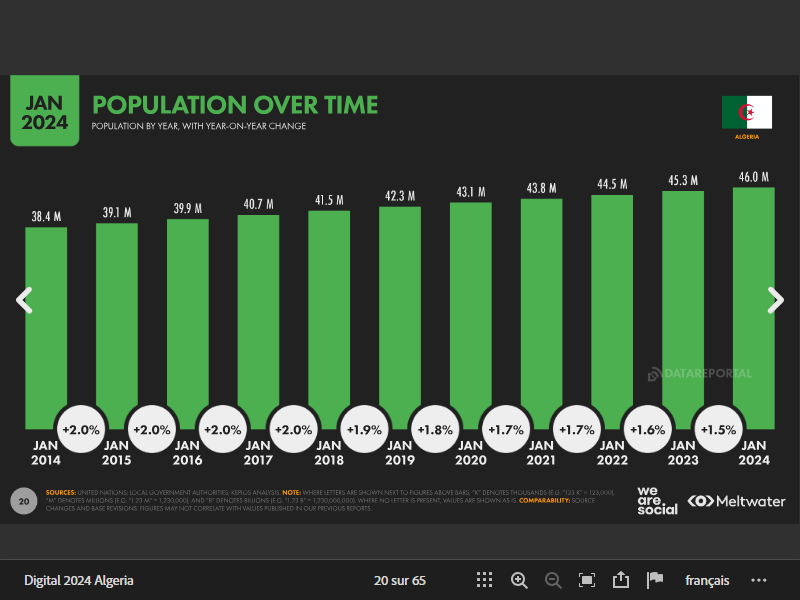 JAN
2024
POPULATION OVER TIME
POPULATION BY YEAR, WITH YEAR-ON-YEAR CHANGE
ALGERIA
38.4 M
39.1 M
39.9 M
40.7 M
41.5 M
42.3 M
43.1 M
43.8 M
44.5 M
45.3 M
46.0 M
DATAREPORTAL
+2.0%
+2.0%
+2.0%
+2.0%
+1.9%
+1.8%
+1.7%
+1.7%
+1.6%
+1.5%
JAN 2014
JAN 2015
JAN 2016
JAN 2017
JAN 2018
JAN 2019
JAN 2020
JAN 2021
JAN 2022
JAN 2023
JAN 2024
20
SOURCES: UNITED NATIONS; LOCAL GOVERNMENT AUTHORITIES; KEPIOS ANALYSIS. NOTE: WHERE LETTERS ARE SHOWN NEXT TO FIGURES ABOVE BARS, "K" DENOTES THOUSANDS (E.G. "123 K" = 123,000),
"M" DENOTES MILLIONS (E.G. "1.23 M" = 1,230,000), AND "B" DENOTES BILLIONS (E.G. "1.23 B" = 1,230,000,000). WHERE NO LETTER IS PRESENT, VALUES ARE SHOWN AS IS. COMPARABILITY: SOURCE
CHANGES AND BASE REVISIONS. FIGURES MAY NOT CORRELATE WITH VALUES PUBLISHED IN OUR PREVIOUS REPORTS.
we
are.
social
Meltwater
Digital 2024 Algeria
20 sur 65
français